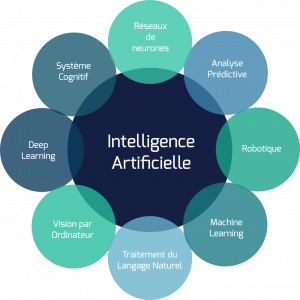 Réseaux
de
neurones
Analyse
Prédictive
Robotique
Machine
Learning
Traitement du
Langage Naturel
Vision par
Ordinateur
Deep
Learning
Système
Cognitif
Intelligence
Artificielle